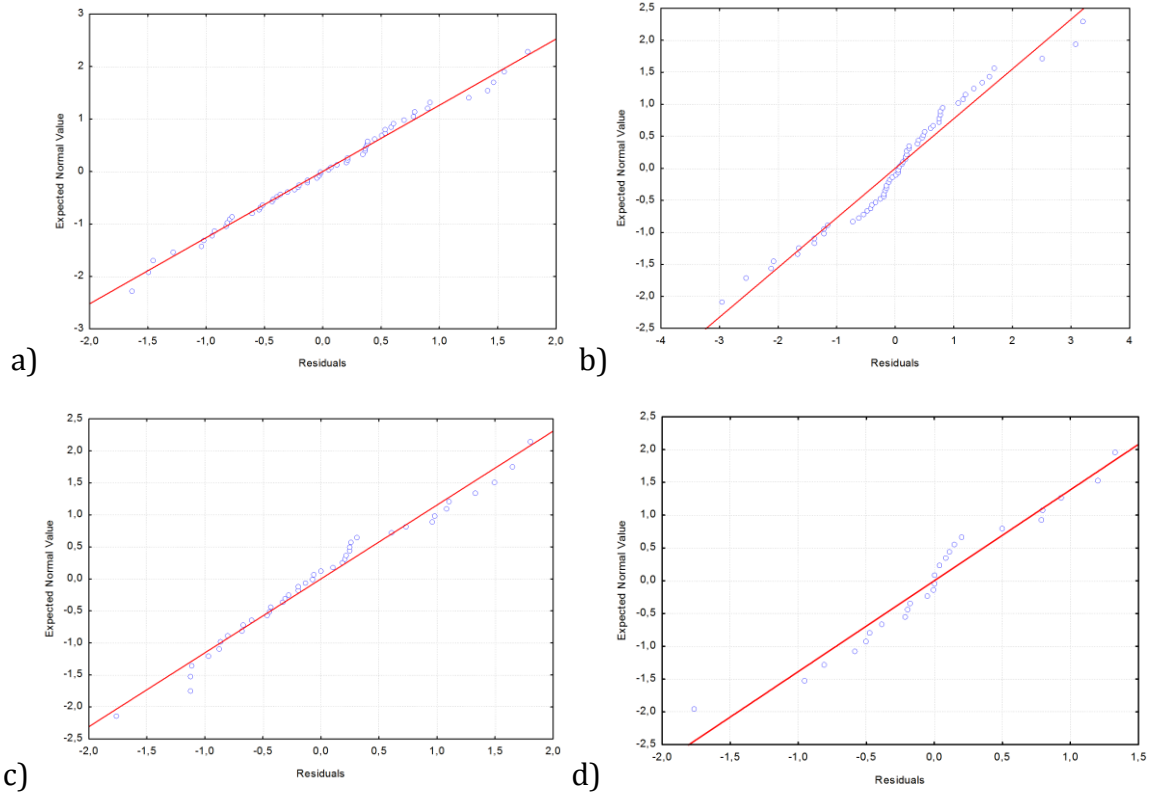 a)
3
2
1
0
-1
-2
3
Expected Normal Value
-2,0 -1,5 -1,0 -0,5 0,0 0,5 1,0 1,5 2,0
Residuals
b)
2,5
2,0
1,5
1,0
0,5
0,0
-0,5
-1,0
-1,5
-2,0
-2,5
Expected Normal Value
-4 -3 -2 -1 0 1 2 3 4
Residuals
c)
2,5
2,0
1,5
1,0
0,5
0,0
-0,5
-1,0
-1,5
-2,0
-2,5
Expected Normal Value
-2,0 -1,5 -1,0 -0,5 0,0 0,5 1,0 1,5 2,0
Residuals
d)
2,5
2,0
1,5
1,0
0,5
0,0
-0,5
-1,0
-1,5
-2,0
-2,5
Expected Normal Value
-2,0 -1,5 -1,0 -0,5 0,0 0,5 1,0 1,5
Residuals